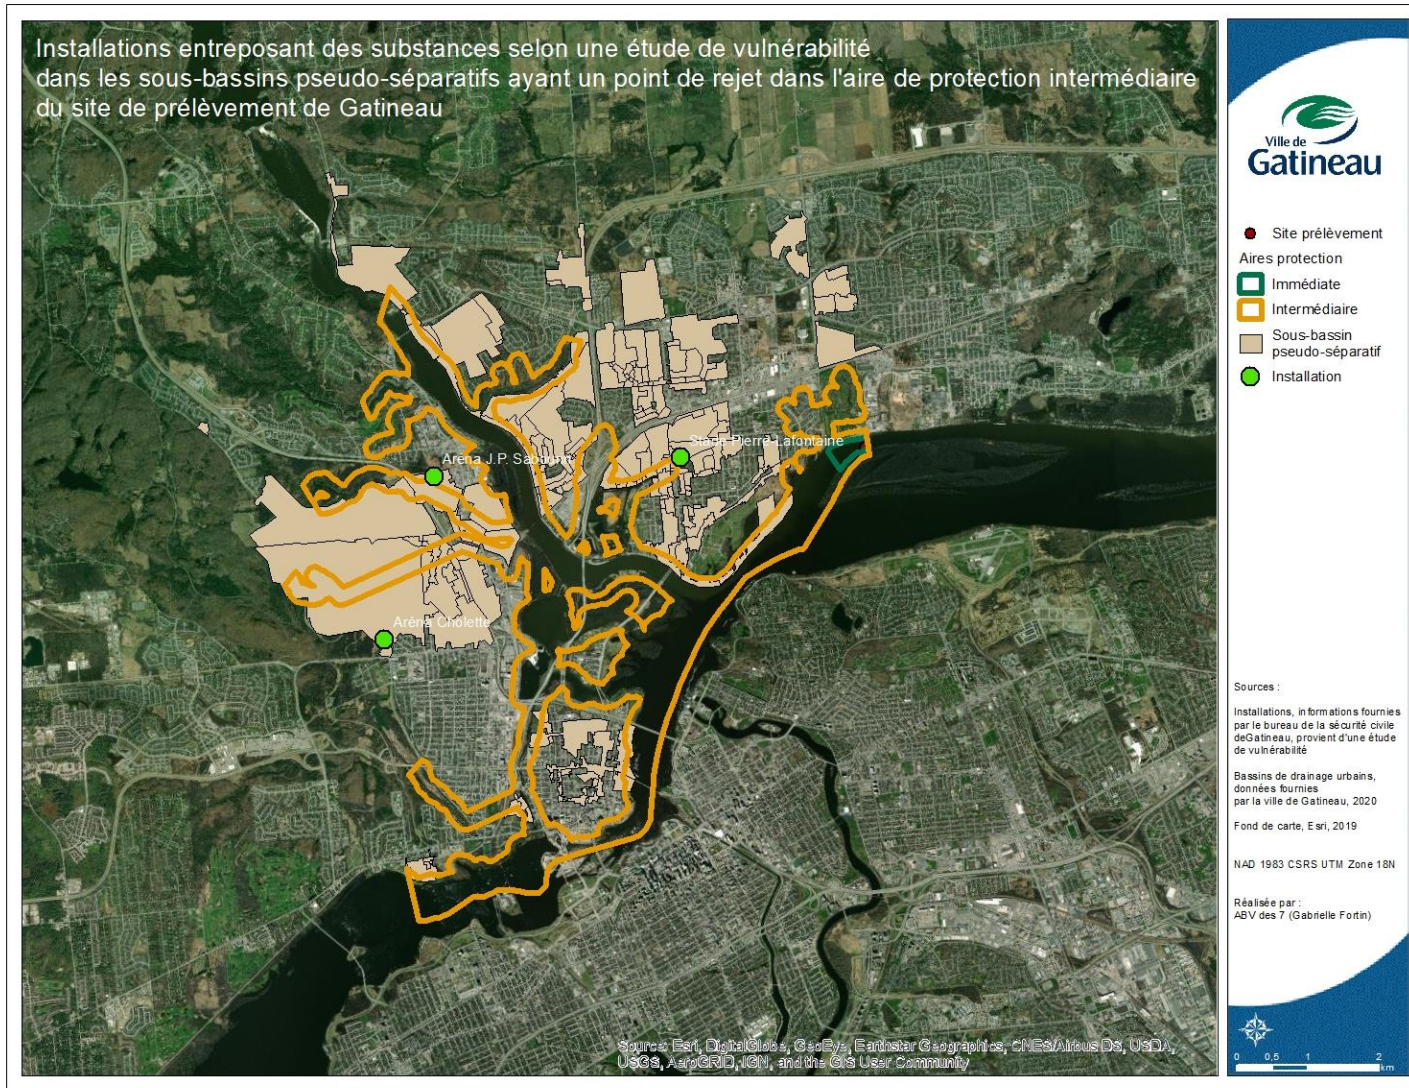 Installations entreposant des substances selon une étude de vulnérabilité
dans les sous-bassins pseudo-séparatifs ayant un point de rejet dans l'aire de protection intermédiaire
du site de prélèvement de Gatineau
Ville de
Gatineau
Site prélèvement
Aires protection
Immédiate
Intermédiaire
Sous-bassin
pseudo-séparatif
Installation
Stade Pierre-Lafontaine
Aréna J.P. Sabourin
Aréna Cholette
Sources :
Installations, informations fournies
par le bureau de la sécurité civile
deGatineau, provient d'une étude
de vulnérabilité
Bassins de drainage urbains,
données fournies
par la ville de Gatineau, 2020
Fond de carte, Esri, 2019
NAD 1983 CSRS UTM Zone 18N
Réalisée par :
ABV des 7 (Gabrielle Fortin)
0 0,5 1 2
km
Source: Esri, DigitalGlobe, GeoEye, Earthstar Geographics, CNES/Airbus DS, USDA,
USGS, AeroGRID, IGN, and the GIS User Community